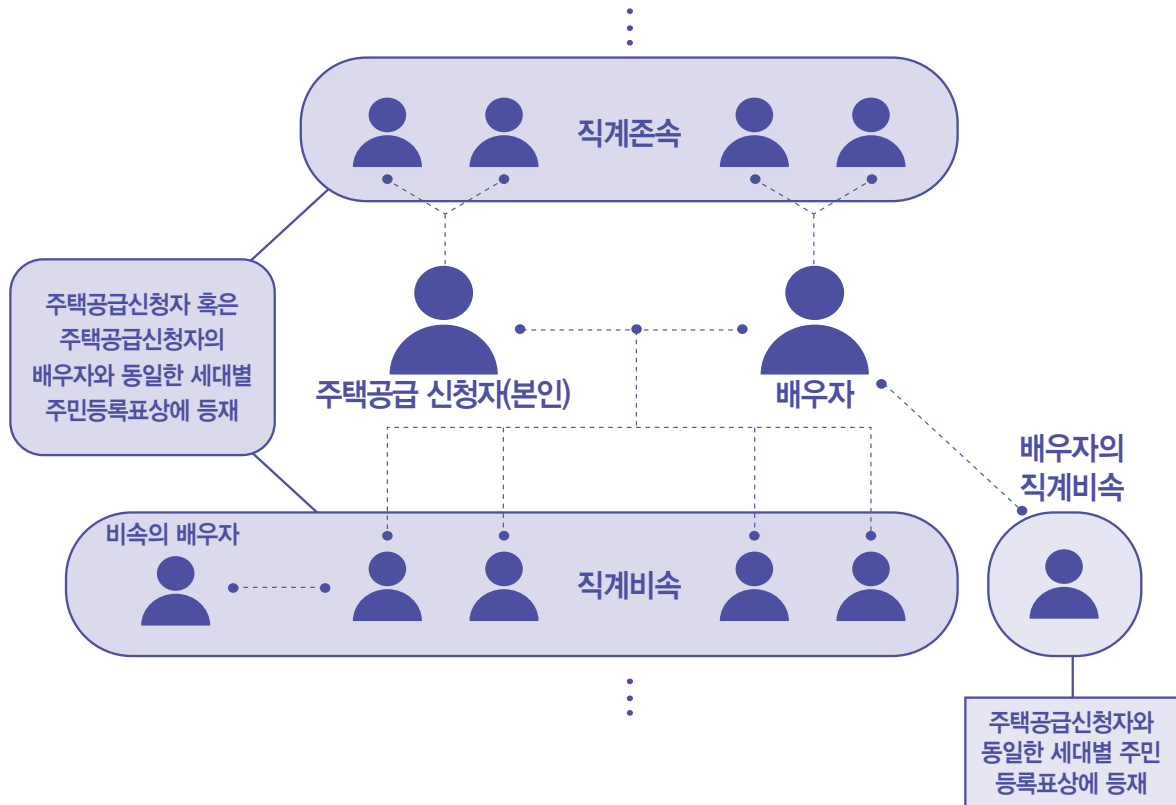 직계존속
주택공급신청자 혹은
주택공급신청자의
배우자와 동일한 세대별
주민등록표상에 등재
주택공급 신청자(본인)
배우자
배우자의
직계비속
비속의 배우자
직계비속
주택공급신청자와
동일한 세대별 주민
등록표상에 등재